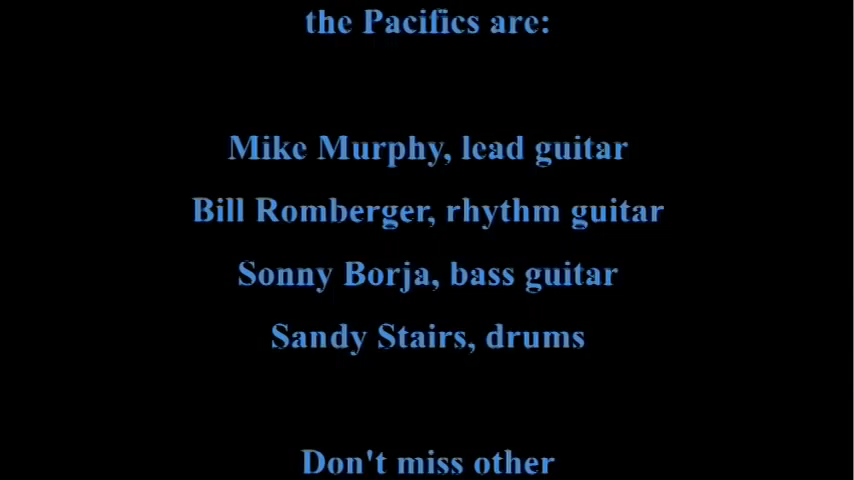 the Pacifics are:
Mike Murphy, lead guitar
Bill Romberger, rhythm guitar
Sonny Borja, bass guitar
Sandy Stairs, drums
Don't miss other